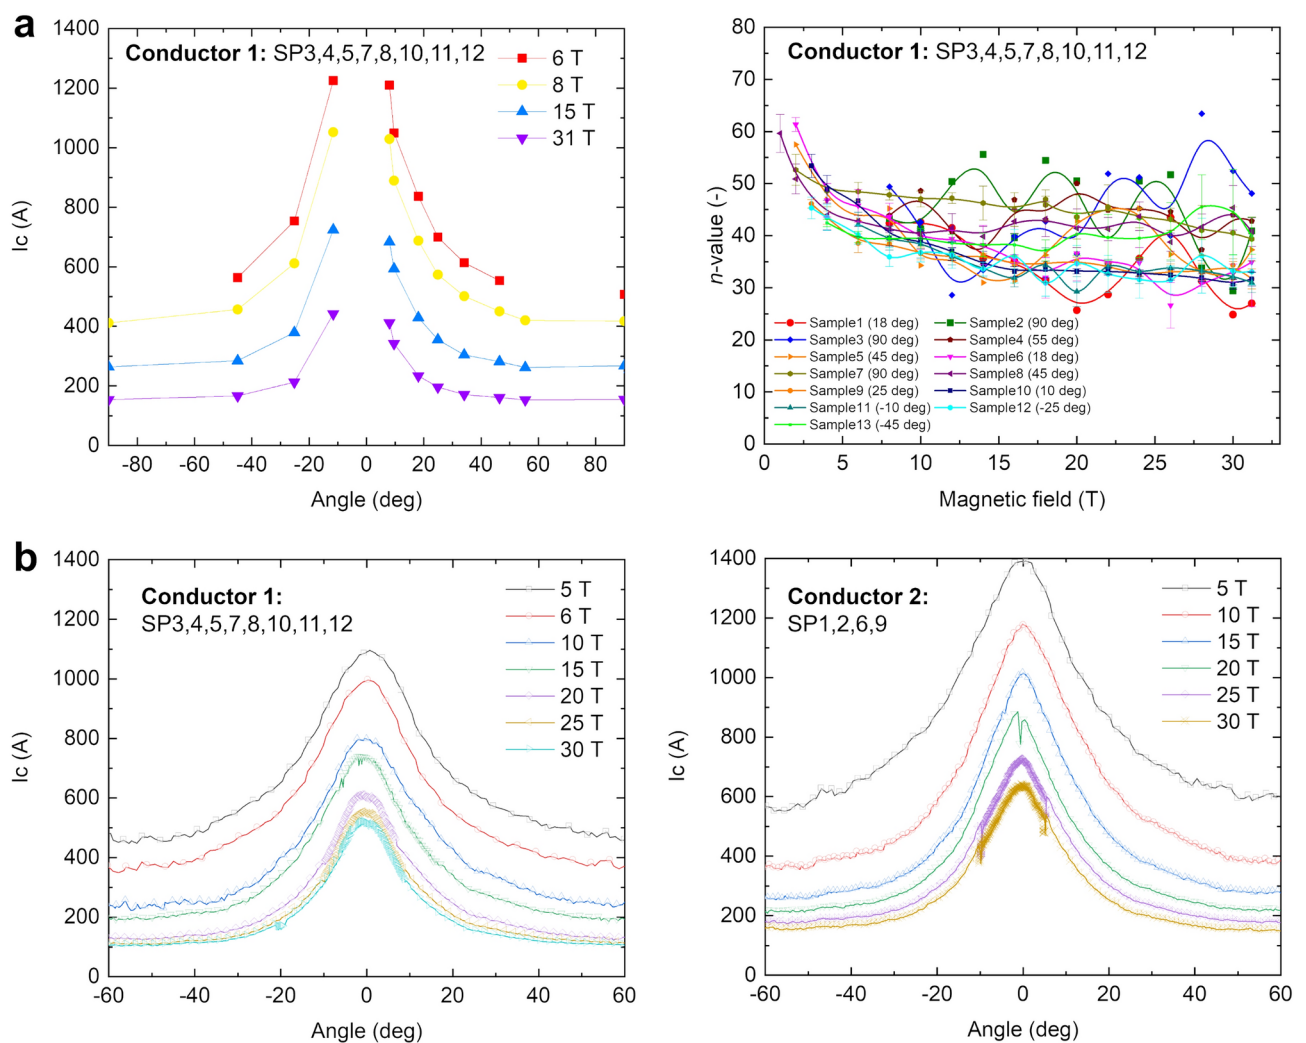 a
Conductor 1: SP3,4,5,7,8,10,11,12
6 T
8 T
15 T
31 T
1400
1200
1000
800
600
400
200
0
Ic (A)
-80 -60 -40 -20 0 20 40 60 80
Angle (deg)
Conductor 1: SP3,4,5,7,8,10,11,12
80
70
60
50
40
30
20
10
0
n-value (-)
Sample1 (18 deg) Sample2 (90 deg)
Sample3 (90 deg) Sample4 (55 deg)
Sample5 (45 deg) Sample6 (18 deg)
Sample7 (90 deg) Sample8 (45 deg)
Sample9 (25 deg) Sample10 (10 deg)
Sample11 (-10 deg) Sample12 (-25 deg)
Sample13 (-45 deg)
0 5 10 15 20 25 30
Magnetic field (T)
b
Conductor 1:
SP3,4,5,7,8,10,11,12
5 T
6 T
10 T
15 T
20 T
25 T
30 T
1400
1200
1000
800
600
400
200
0
Ic (A)
-60 -40 -20 0 20 40 60
Angle (deg)
Conductor 2:
SP1,2,6,9
5 T
10 T
15 T
20 T
25 T
30 T
1400
1200
1000
800
600
400
200
0
Ic (A)
-60 -40 -20 0 20 40 60
Angle (deg)